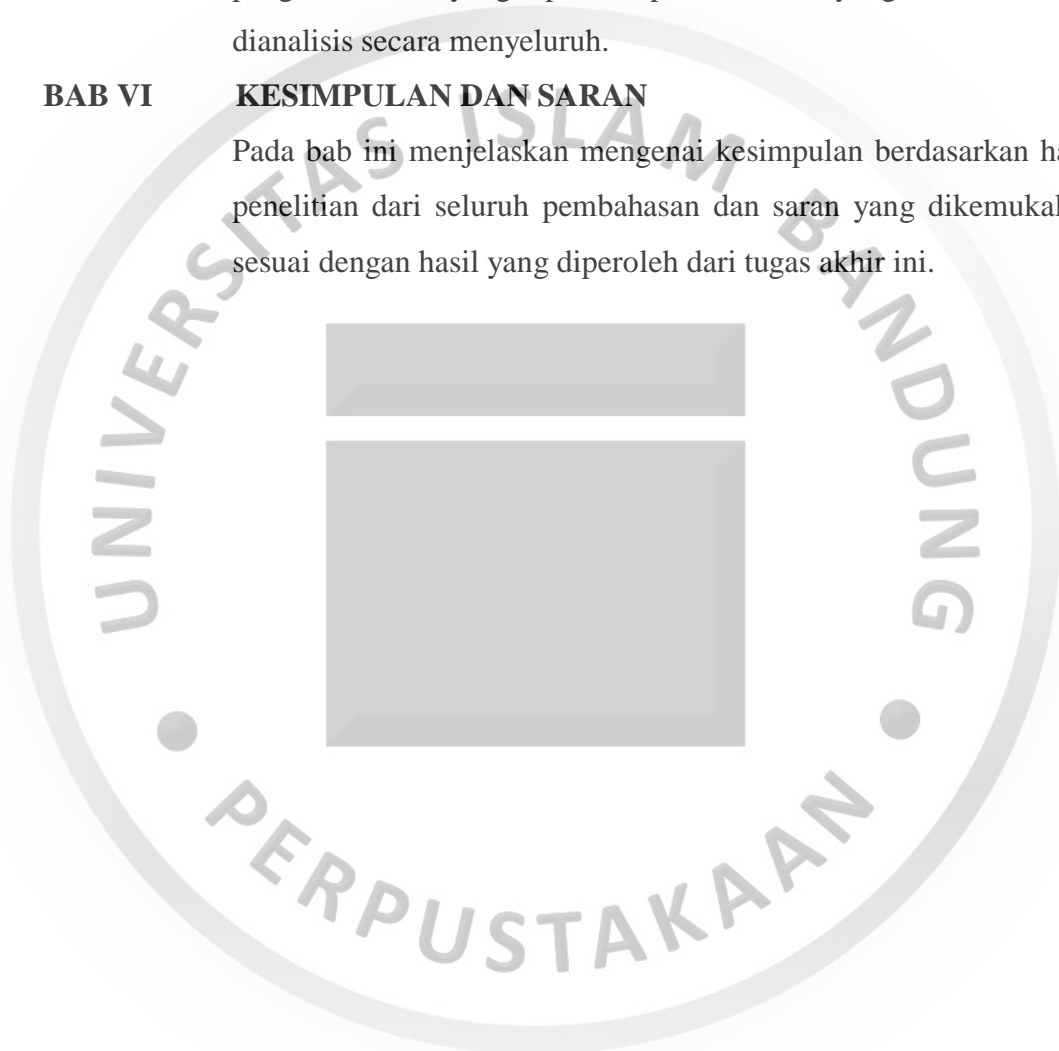 dianalisis secara menyeluruh.
BAB VI KESIMPULAN DAN SARAN
Pada bab ini menjelaskan mengenai kesimpulan berdasarkan
penelitian dari seluruh pembahasan dan saran yang
sesuai dengan hasil yang diperoleh dari tugas akhir ini.
UNIVERSITAS ISLAM BANDUNG
PERPUSTAKAAN